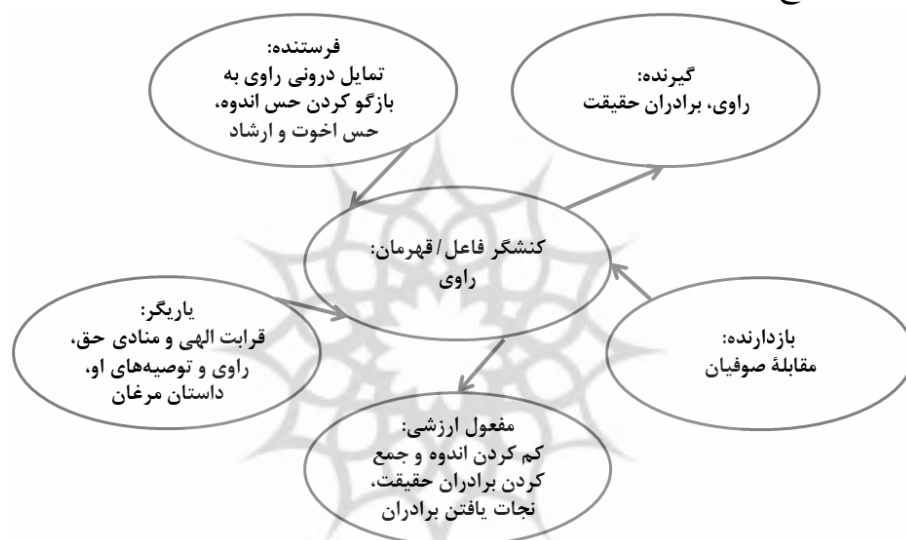 فرستنده:
تمایل درونی راوی به
بازگو کردن حس اندوه،
حس اخوت و ارشاد
گیرنده:
راوی، برادران حقیقت
کنشگر فاعل / قهرمان:
راوی
یاریگر:
قرابت الهی و منادی حق،
راوی و توصیه‌های او،
داستان مرغان
بازدارنده:
مقابلهٔ صوفیان
مفعول ارزشی:
کم کردن اندوه و جمع
کردن برادران حقیقت،
نجات یافتن برادران